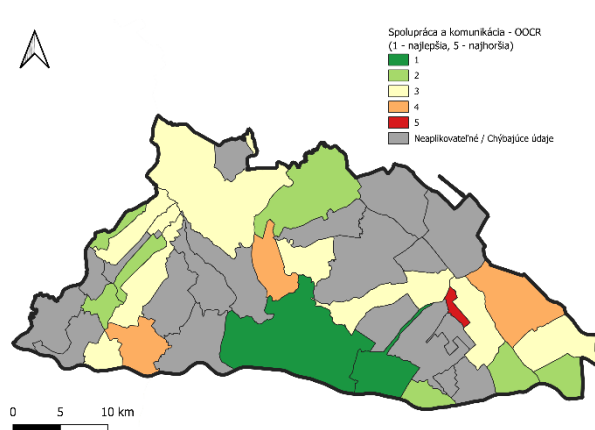 Spolupráca a komunikácia - OOCR
(1 - najlepšia, 5 - najhoršia)
1
2
3
4
5
Neaplikovateľné / Chýbajúce údaje
0 5 10 km